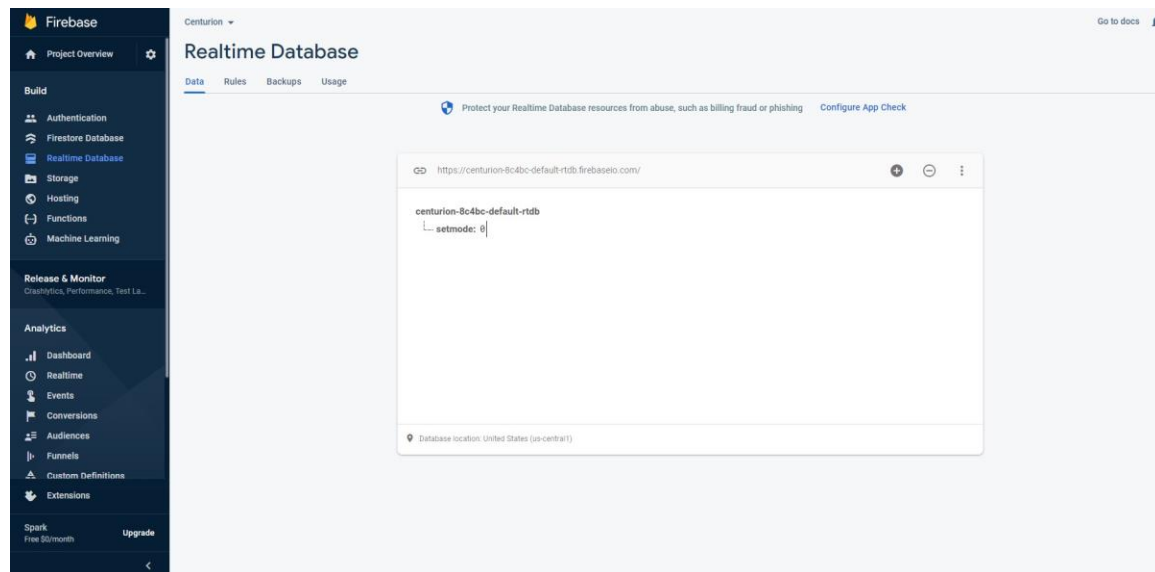 Firebase
Project Overview
Build
Authentication
Firestore Database
Realtime Database
Storage
Hosting
Functions
Machine Learning
Release & Monitor
Crashlytics, Performance, Test La...
Analytics
Dashboard
Realtime
Events
Conversions
Audiences
Funnels
Custom Definitions
Extensions
Spark
Free $0/month
Upgrade
Centurion
Go to docs
Realtime Database
Data Rules Backups Usage
Protect your Realtime Database resources from abuse, such as billing fraud or phishing Configure App Check
https://centurion-8c4bc-default-rtdb.firebaseio.com/
centurion-8c4bc-default-rtdb
setmode: 0
Database location: United States (us-central1)